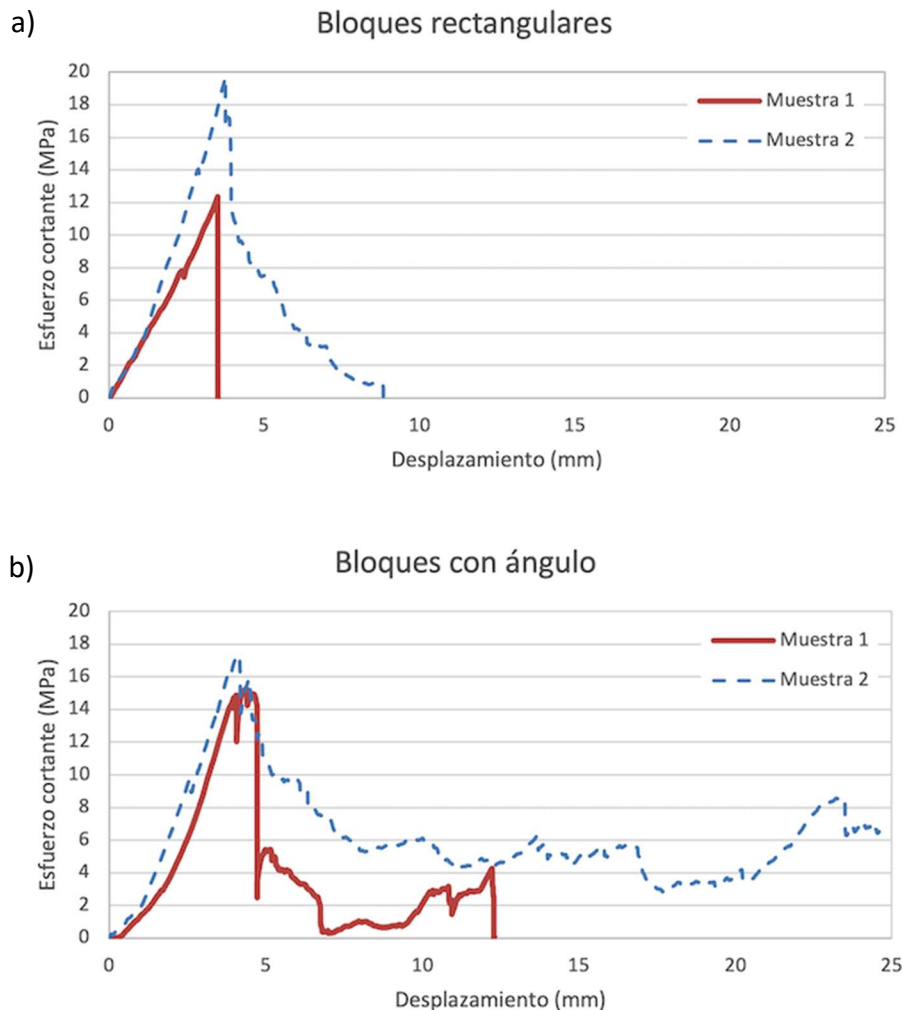 a)
Bloques rectangulares
Esfuerzo cortante (MPa)
20
18
16
14
12
10
8
6
4
2
0
Muestra 1
Muestra 2
0 5 10 15 20 25
Desplazamiento (mm)
b)
Bloques con ángulo
Esfuerzo cortante (MPa)
20
18
16
14
12
10
8
6
4
2
0
Muestra 1
Muestra 2
0 5 10 15 20 25
Desplazamiento (mm)